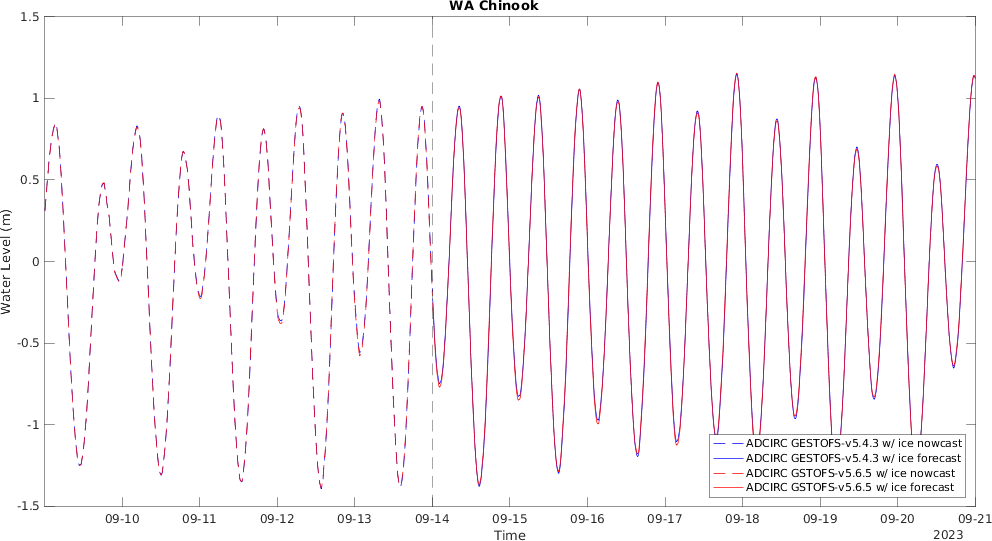 WA Chinook
1.5
1
0.5
0
-0.5
-1
-1.5
Water Level (m)
09-10 09-11 09-12 09-13 09-14 09-15 09-16 09-17 09-18 09-19 09-20 09-21
Time
2023
ADCIRC GESTOFS-v5.4.3 w/ ice nowcast
ADCIRC GESTOFS-v5.4.3 w/ ice forecast
ADCIRC GSTOFS-v5.6.5 w/ ice nowcast
ADCIRC GSTOFS-v5.6.5 w/ ice forecast